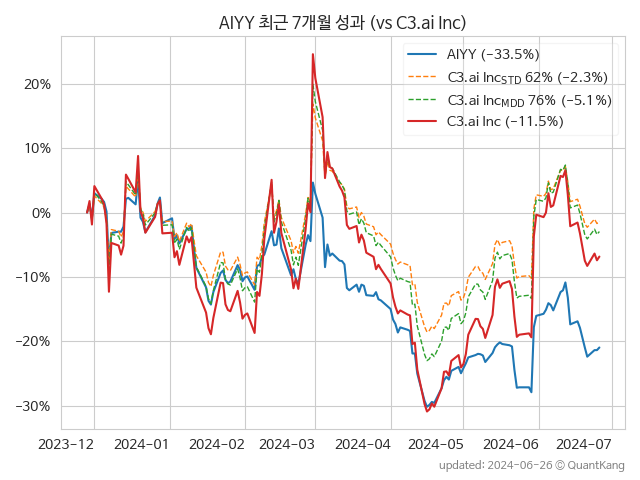 AIYY 최근 7개월 성과 (vs C3.ai Inc)
AIYY (−33.5%)
C3.ai Inc_STD 62% (−2.3%)
C3.ai Inc_MDD 76% (−5.1%)
C3.ai Inc (−11.5%)
20%
10%
0%
−10%
−20%
−30%
2023-12 2024-01 2024-02 2024-03 2024-04 2024-05 2024-06 2024-07
updated: 2024-06-26 ⓒ QuantKang